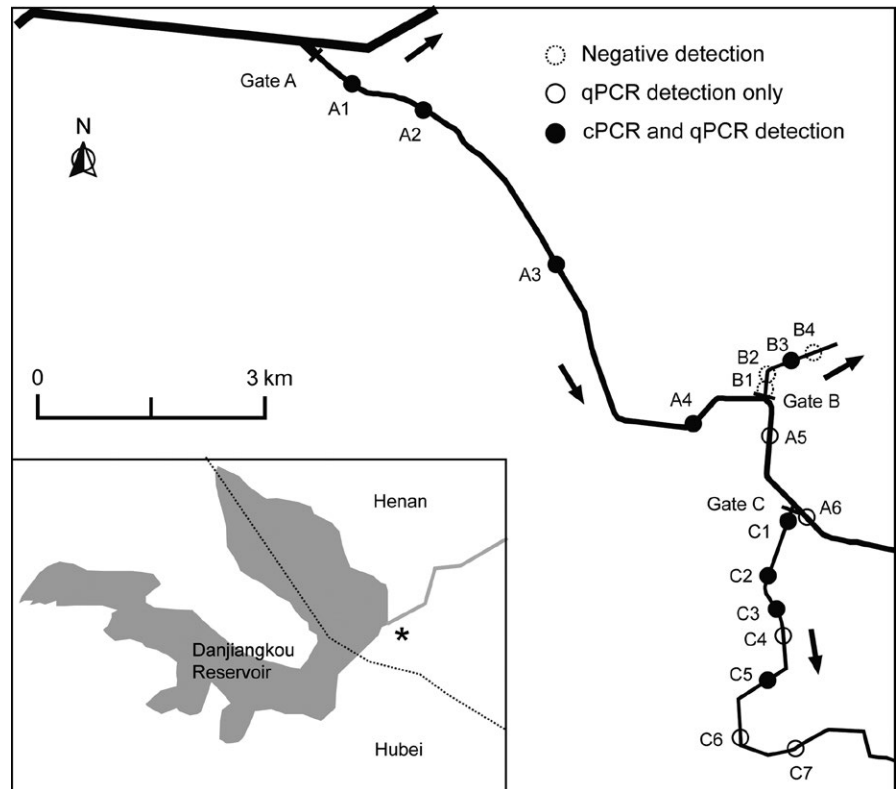 Gate A
A1
A2
Negative detection
qPCR detection only
cPCR and qPCR detection
N
A3
0 3 km
B4
B3
B2
B1
Gate B
A4
A5
Gate C
A6
C1
C2
C3
C4
C5
C6
C7
Henan
Danjiangkou
Reservoir
*
Hubei